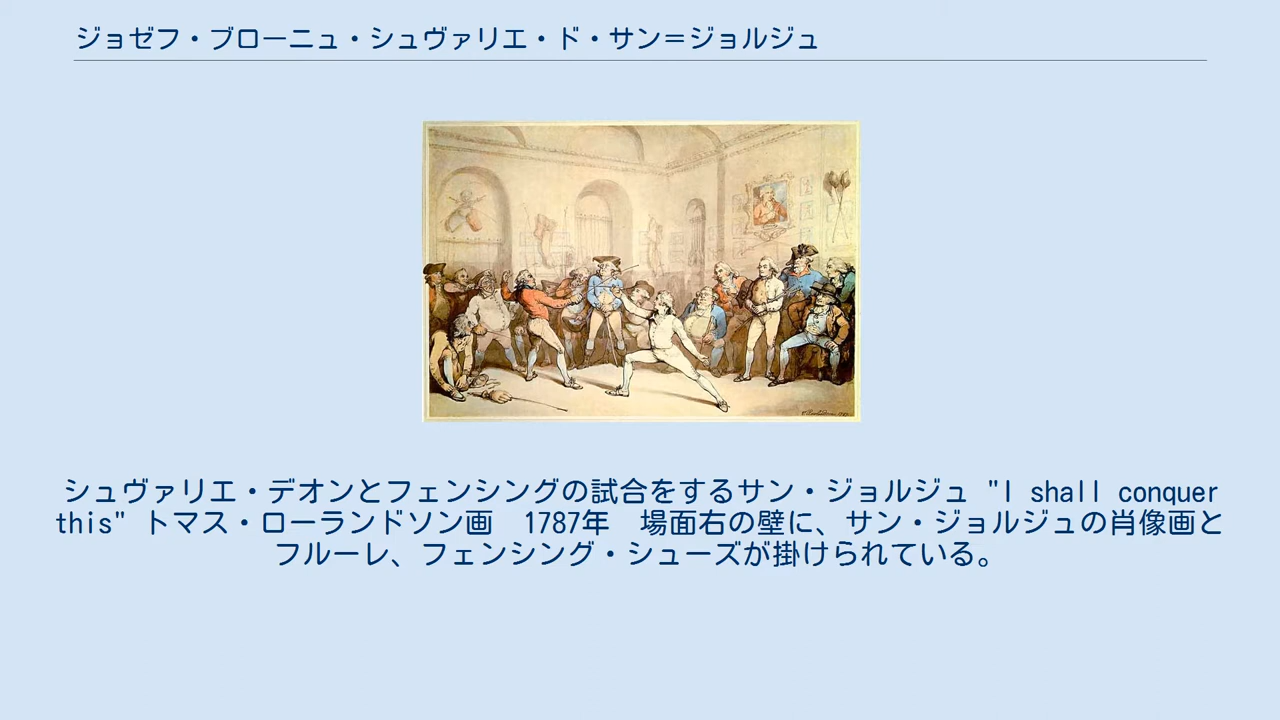 ジョゼフ・ブローニュ・シュヴァリエ・ド・サン＝ジョルジュ
シュヴァリエ・デオンとフェンシングの試合をするサン・ジョルジュ "I shall conquer
this" トマス・ローランドソン画　1787年　場面右の壁に、サン・ジョルジュの肖像画と
フルーレ、フェンシング・シューズが掛けられている。